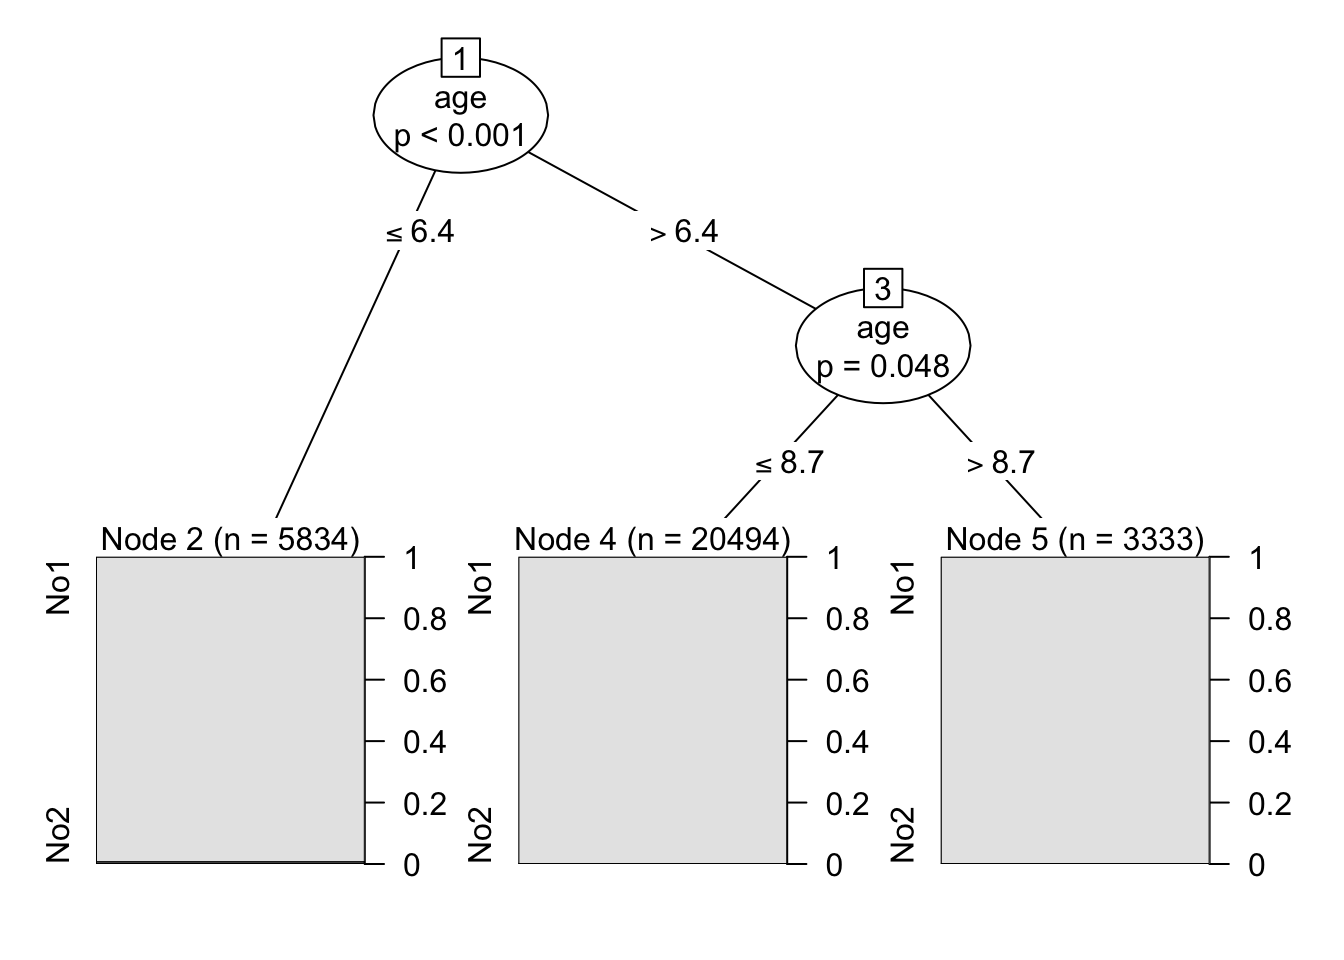 1
age
p < 0.001
≤ 6.4
> 6.4
3
age
p = 0.048
≤ 8.7
> 8.7
Node 2 (n = 5834)
No1
No2
1
0.8
0.6
0.4
0.2
0
Node 4 (n = 20494)
No1
No2
1
0.8
0.6
0.4
0.2
0
Node 5 (n = 3333)
No1
No2
1
0.8
0.6
0.4
0.2
0